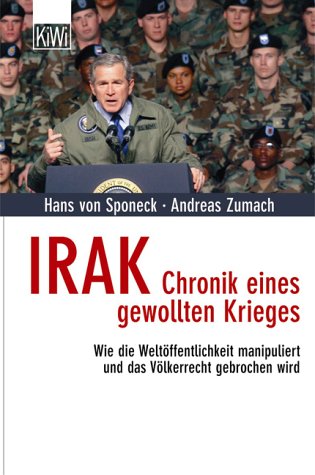 KiWi
Hans von Sponeck · Andreas Zumach
IRAK Chronik eines
gewollten Krieges
Wie die Weltöffentlichkeit manipuliert
und das Völkerrecht gebrochen wird